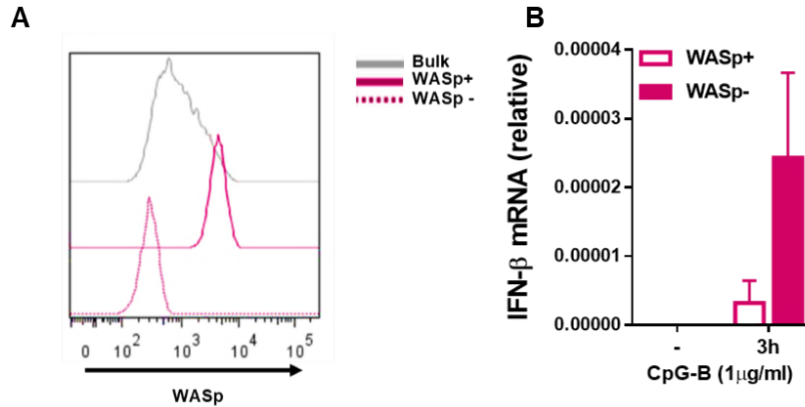 A
Bulk
WASp+
WASp -
0 10² 10³ 10⁴ 10⁵
WASp
B
IFN-β mRNA (relative)
0.00004
0.00003
0.00002
0.00001
0.00000
WASp+
WASp-
- 3h
CpG-B (1μg/ml)